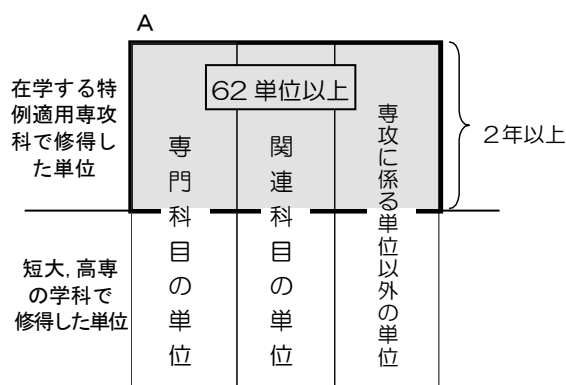 A
在学する特
例適用専攻
科で修得し
た単位
62 単位以上
専門科目の単位
関連科目の単位
専攻に係る単位以外の単位
2年以上
短大, 高専
の学科で
修得した単位